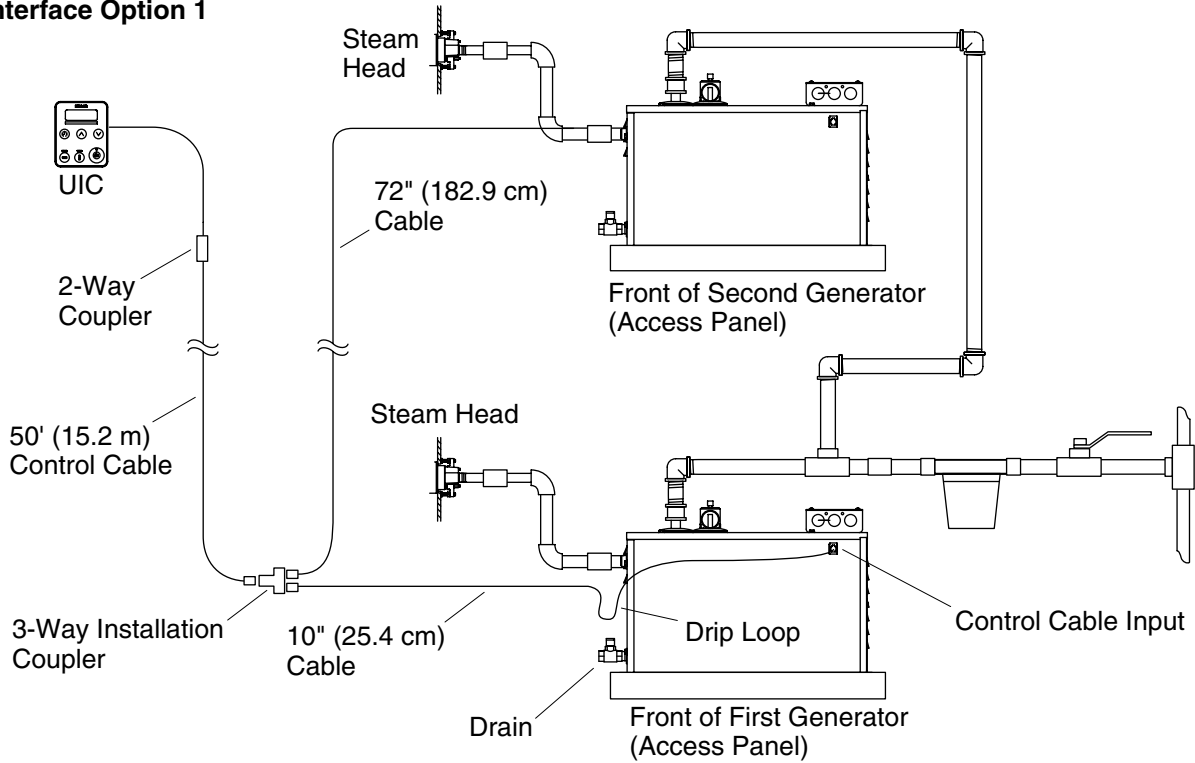 nterface Option 1
Steam
Head
UIC
72" (182.9 cm)
Cable
2-Way
Coupler
Front of Second Generator
(Access Panel)
50' (15.2 m)
Control Cable
Steam Head
3-Way Installation
Coupler
10" (25.4 cm)
Cable
Drip Loop
Control Cable Input
Drain
Front of First Generator
(Access Panel)